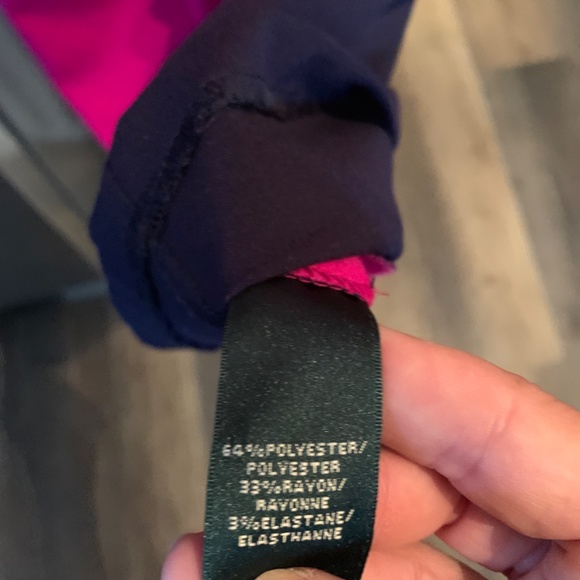 64%POLYESTER/
POLYESTER
33%RAYON/
RAYONNE
3%ELASTANE/
ELASTHANNE